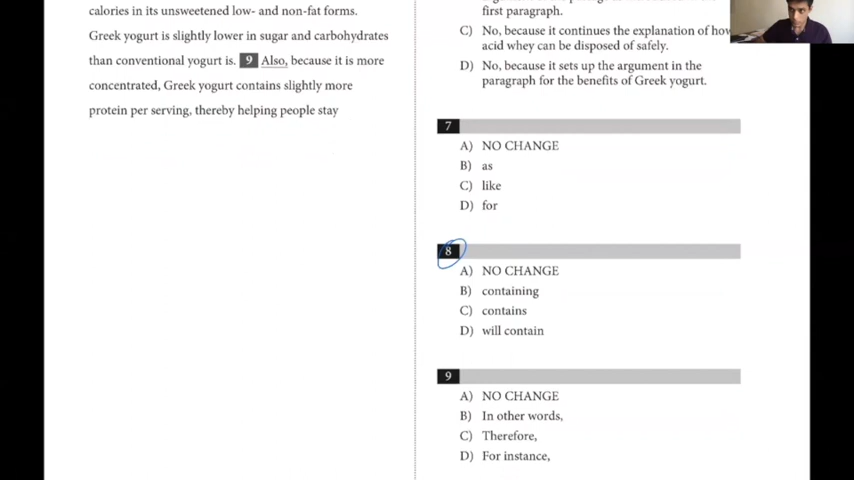 calories in its unsweetened low- and non-fat forms.
Greek yogurt is slightly lower in sugar and carbohydrates
than conventional yogurt is. 9 Also, because it is more
concentrated, Greek yogurt contains slightly more
protein per serving, thereby helping people stay
first paragraph.
C) No, because it continues the explanation of how
acid whey can be disposed of safely.
D) No, because it sets up the argument in the
paragraph for the benefits of Greek yogurt.
7
A) NO CHANGE
B) as
C) like
D) for
8
A) NO CHANGE
B) containing
C) contains
D) will contain
9
A) NO CHANGE
B) In other words,
C) Therefore,
D) For instance,